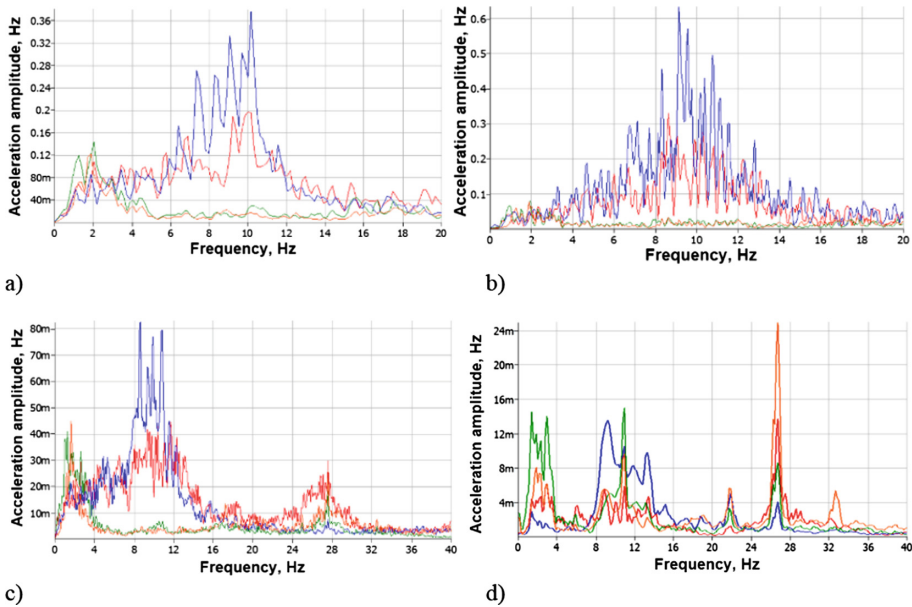 Acceleration amplitude, Hz
0.36
0.32
0.28
0.24
0.2
0.16
0.12
80m
40m
0 2 4 6 8 10 12 14 16 18 20
Frequency, Hz
a)
Acceleration amplitude, Hz
0.6
0.5
0.4
0.3
0.2
0.1
0 2 4 6 8 10 12 14 16 18 20
Frequency, Hz
b)
Acceleration amplitude, Hz
80m
70m
60m
50m
40m
30m
20m
10m
0 4 8 12 16 20 24 28 32 36 40
Frequency, Hz
c)
Acceleration amplitude, Hz
24m
20m
16m
12m
8m
4m
0 4 8 12 16 20 24 28 32 36 40
Frequency, Hz
d)